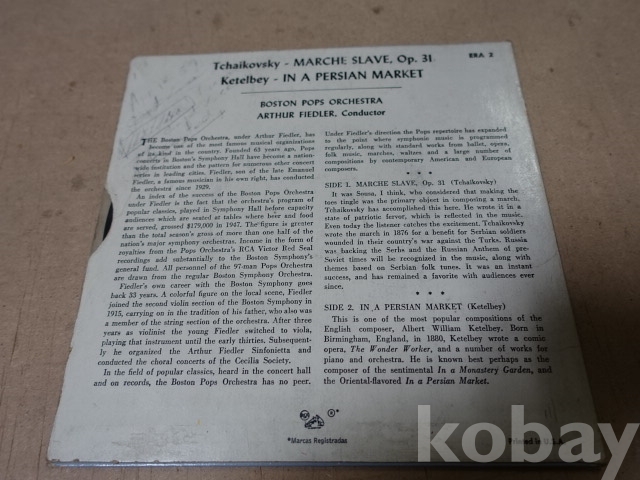 Tchaikovsky - MARCHE SLAVE, Op. 31
ERA 2
Ketelbey - IN A PERSIAN MARKET
BOSTON POPS ORCHESTRA
ARTHUR FIEDLER, Conductor
THE Boston Pops Orchestra, under Arthur Fiedler, has
become one of the most famous musical organizations
of its kind in the country. Founded 63 years ago, Pops
concerts in Boston's Symphony Hall have become a nation-
wide institution and the pattern for numerous other concert
series in leading cities. Fiedler, son of the late Emanuel
Fiedler, a famous musician in his own right, has conducted
the orchestra since 1929.
An index of the success of the Boston Pops Orchestra
under Fiedler is the fact that the orchestra's program of
popular classics, played in Symphony Hall before capacity
audiences which are seated at tables where beer and food
are served, grossed $179,000 in 1947. The figure is greater
than the total season's gross of more than one half of the
nation's major symphony orchestras. Income in the form of
royalties from the Pops Orchestra's RCA Victor Red Seal
recordings add substantially to the Boston Symphony's
general fund. All personnel of the 97-man Pops Orchestra
are drawn from the regular Boston Symphony Orchestra.
Fiedler's own career with the Boston Symphony goes
back 33 years. A colorful figure on the local scene, Fiedler
joined the second violin section of the Boston Symphony in
1915, carrying on in the tradition of his father, who also was
a member of the string section of the orchestra. After three
years as violinist the young Fiedler switched to viola,
playing that instrument until the early thirties. Subsequent-
ly he organized the Arthur Fiedler Sinfonietta and
conducted the choral concerts of the Cecilia Society.
In the field of popular classics, heard in the concert hall
and on records, the Boston Pops Orchestra has no peer.
Under Fiedler's direction the Pops repertoire has expanded
to the point where symphonic music is programmed
regularly, along with standard works from ballet, opera,
folk music, marches, waltzes and a large number of
compositions by contemporary American and European
composers.
* * *
SIDE 1. MARCHE SLAVE, Op. 31 (Tchaikovsky)
It was Sousa, I think, who considered that making the
toes tingle was the primary object in composing a march.
Tchaikovsky has accomplished this here. He wrote it in a
state of patriotic fervor, which is reflected in the music.
Even today the listener catches the excitement. Tchaikovsky
wrote the march in 1876 for a benefit for Serbian soldiers
wounded in their country's war against the Turks. Russia
was backing the Serbs and the Russian Anthem of pre-
Soviet times will be recognized in the music, along with
themes based on Serbian folk tunes. It was an instant
success, and has remained a favorite with audiences ever
since.
* * *
SIDE 2. IN A PERSIAN MARKET (Ketelbey)
This is one of the most popular compositions of the
English composer, Albert William Ketelbey. Born in
Birmingham, England, in 1880, Ketelbey wrote a comic
opera, The Wonder Worker, and a number of works for
piano and orchestra. He is known best perhaps as the
composer of the sentimental In a Monastery Garden, and
the Oriental-flavored In a Persian Market.
RCA
*Marcas Registradas
Printed in U.S.A
kobay